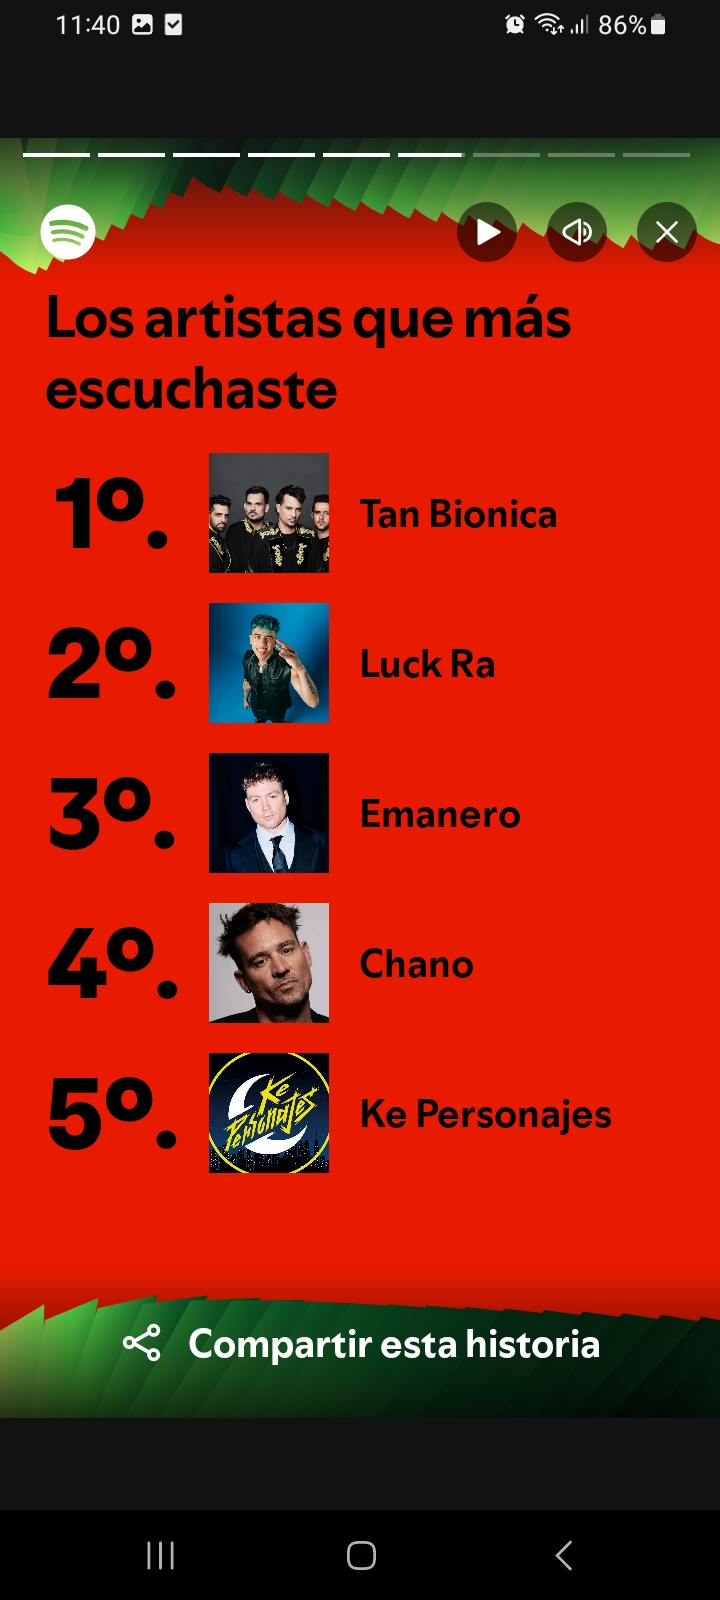 11:40
86%
Los artistas que más
escuchaste
1º.
Tan Bionica
2º.
Luck Ra
3º.
Emanero
4º.
Chano
5º.
Ke
Personajes
Ke Personajes
Compartir esta historia